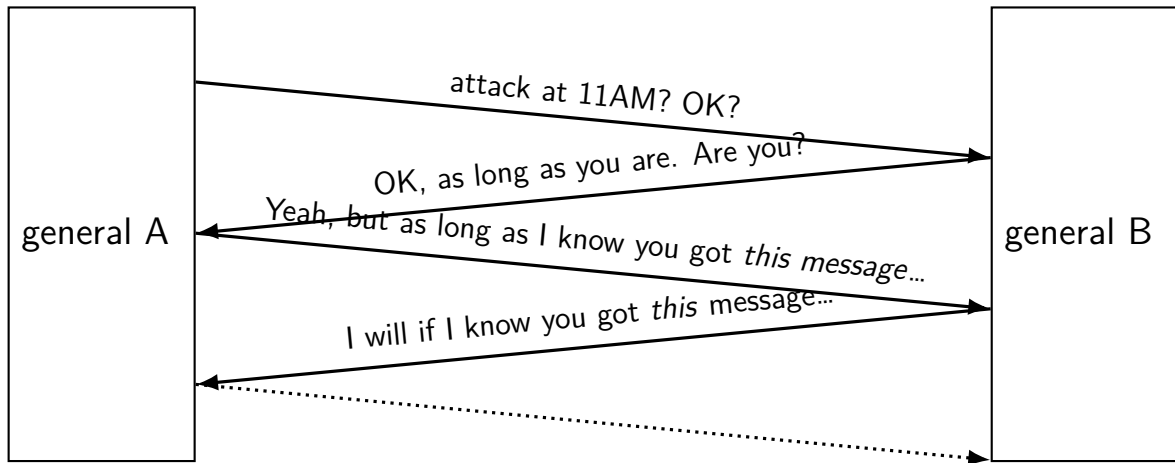 attack at 11AM? OK?
OK, as long as you are. Are you?
Yeah, but as long as I know you got this message...
general A
general B
I will if I know you got this message...